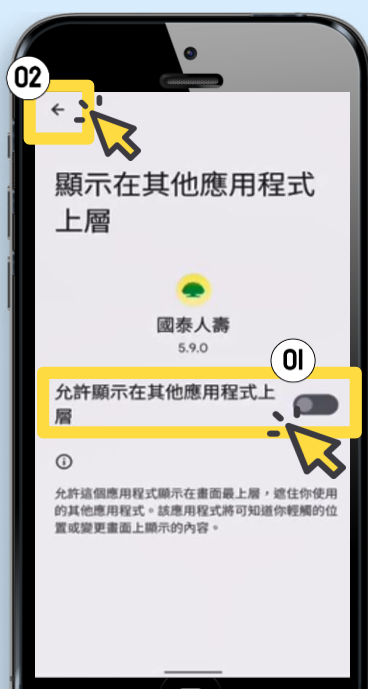 02
顯示在其他應用程式
上層
國泰人壽
5.9.0
01
允許顯示在其他應用程式上
層
允許這個應用程式顯示在畫面最上層，遮住你使用
的其他應用程式。該應用程式將可知道你輕觸的位
置或變更畫面上顯示的內容。